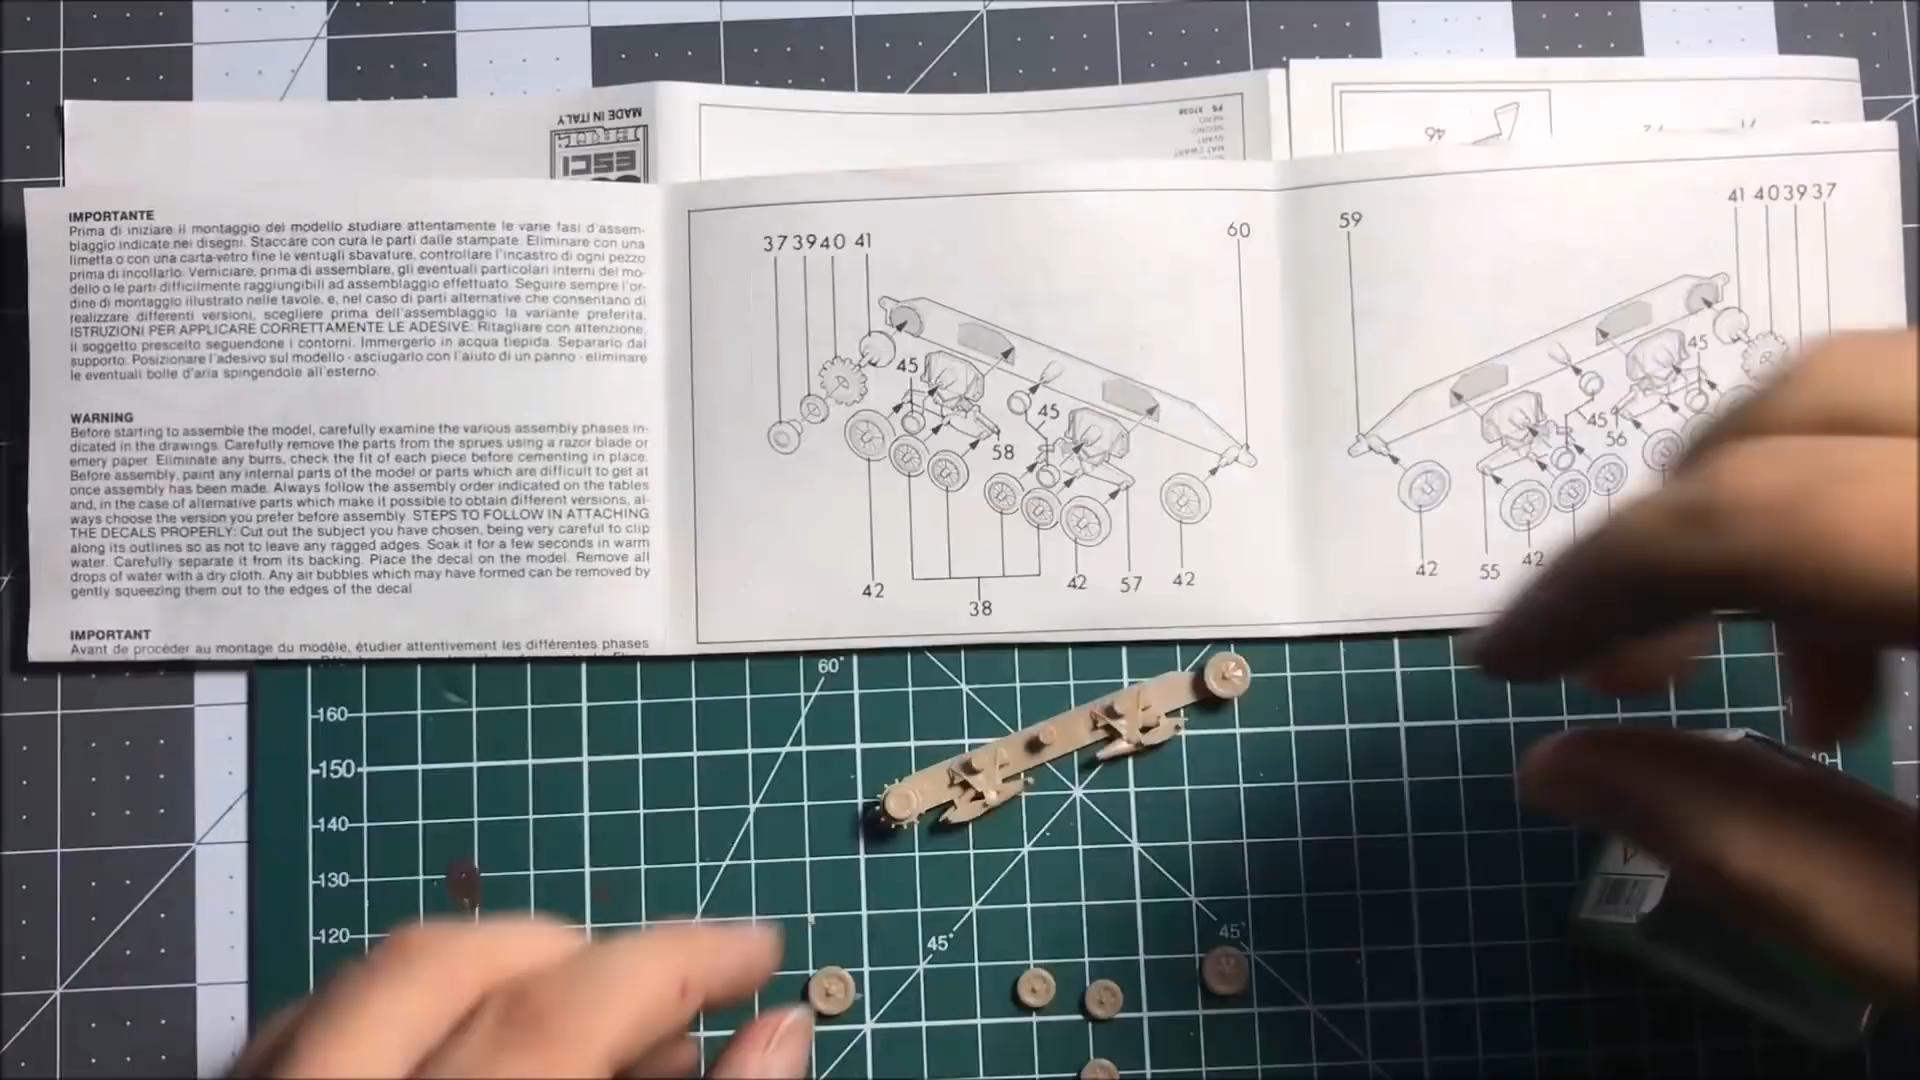 MADE IN ITALY
ESCI
FS 37038
NERO
46
IMPORTANTE
Prima di iniziare il montaggio del modello studiare attentamente le varie fasi d'assem-
blaggio indicate nei disegni. Staccare con cura le parti dalle stampate. Eliminare con una
limetta o con una carta-vetro fine le ventuali sbavature, controllare l'incastro di ogni pezzo
prima di incollarlo. Verniciare, prima di assemblare, gli eventuali particolari interni del mo-
dello o le parti difficilmente raggiungibili ad assemblaggio effettuato. Seguire sempre l'or-
dine di montaggio illustrato nelle tavole, e, nel caso di parti alternative che consentano di
realizzare differenti versioni, scegliere prima dell'assemblaggio la variante preferita.
ISTRUZIONI PER APPLICARE CORRETTAMENTE LE ADESIVE: Ritagliare con attenzione,
il soggetto prescelto seguendone i contorni. Immergerlo in acqua tiepida. Separarlo dal
supporto. Posizionare l'adesivo sul modello - asciugarlo con l'aiuto di un panno - eliminare
le eventuali bolle d'aria spingendole all'esterno.
WARNING
Before starting to assemble the model, carefully examine the various assembly phases in-
dicated in the drawings. Carefully remove the parts from the sprues using a razor blade or
emery paper. Eliminate any burrs, check the fit of each piece before cementing in place.
Before assembly, paint any internal parts of the model or parts which are difficult to get at
once assembly has been made. Always follow the assembly order indicated on the tables
and, in the case of alternative parts which make it possible to obtain different versions, al-
ways choose the version you prefer before assembly. STEPS TO FOLLOW IN ATTACHING
THE DECALS PROPERLY: Cut out the subject you have chosen, being very careful to clip
along its outlines so as not to leave any ragged edges. Soak it for a few seconds in warm
water. Carefully separate it from its backing. Place the decal on the model. Remove all
drops of water with a dry cloth. Any air bubbles which may have formed can be removed by
gently squeezing them out to the edges of the decal
IMPORTANT
Avant de procéder au montage du modèle, étudier attentivement les différentes phases
37 39 40 41
60
45
45
58
42
38
42
57
42
59
41 40 39 37
45
45
56
42
55
42
60°
160
150
140
130
120
45°
45°